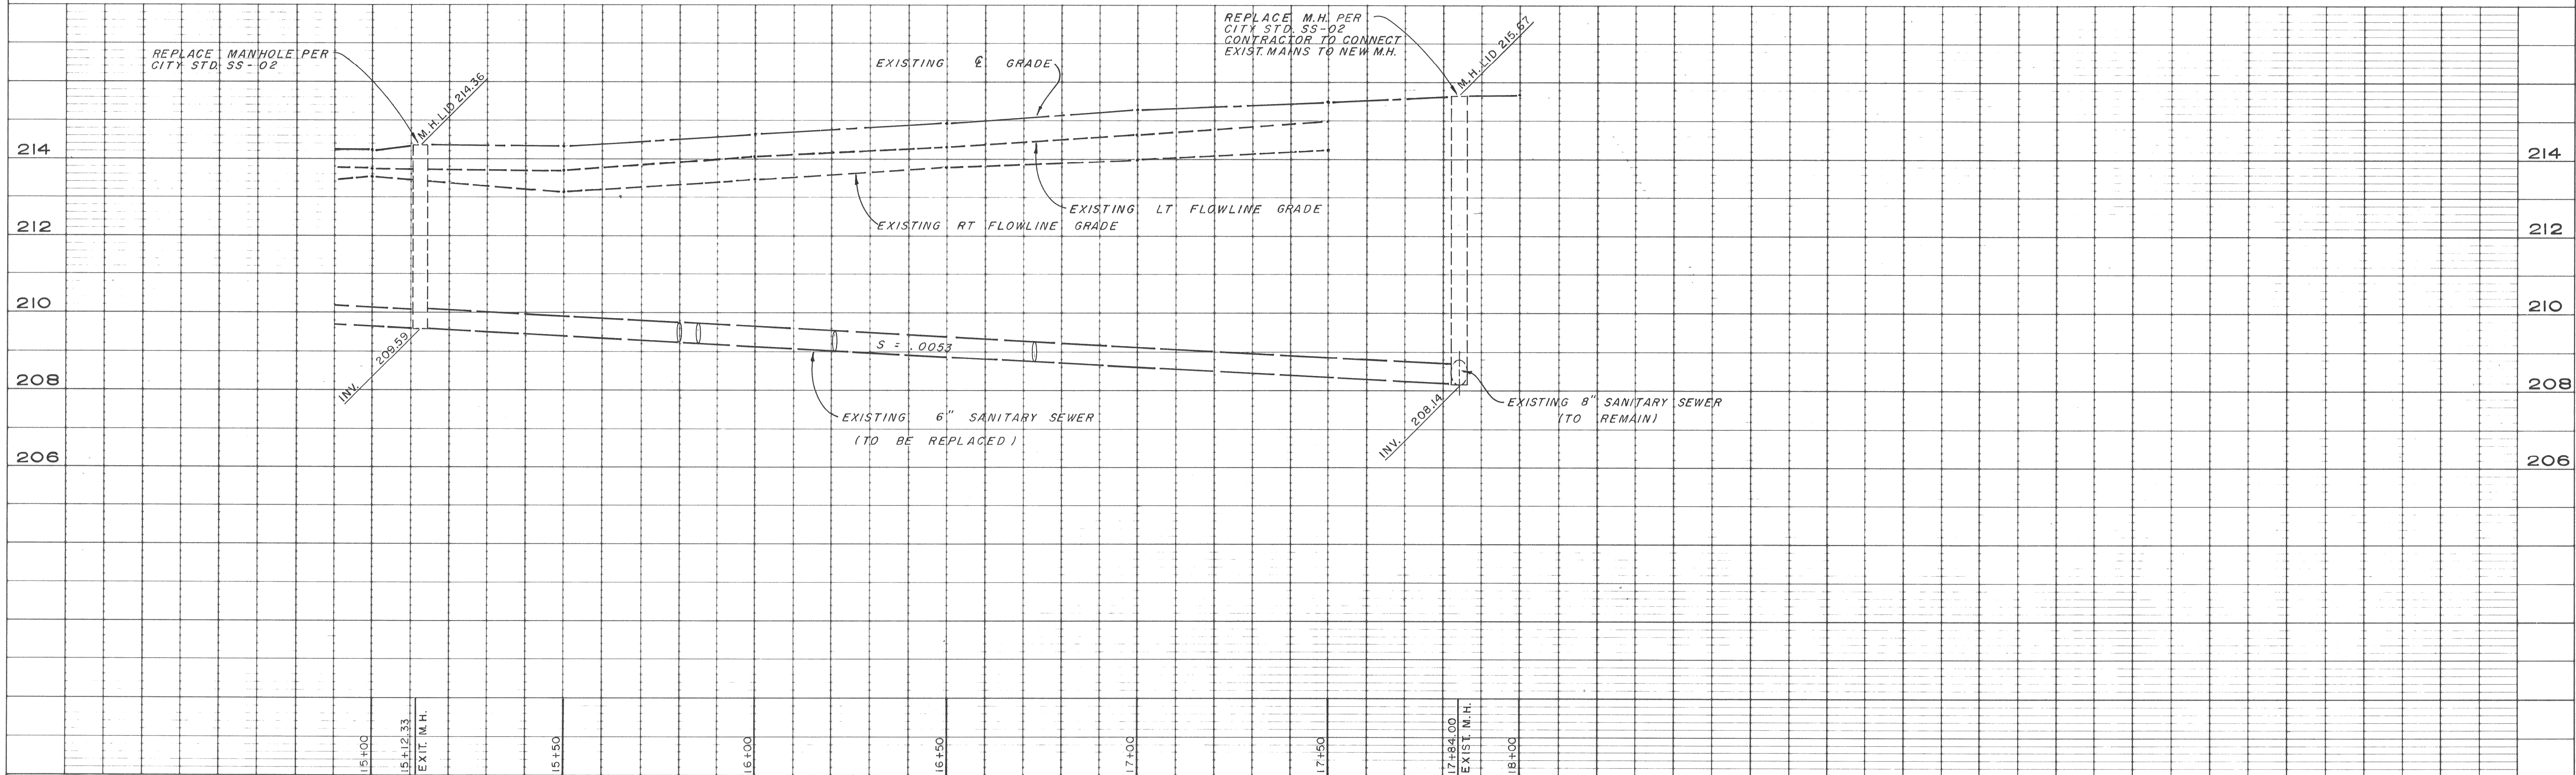 REPLACE MANHOLE PER
CITY STD. SS-02
M.H. LID 214.36
EXISTING ℄ GRADE
REPLACE M.H. PER
CITY STD. SS-02
CONTRACTOR TO CONNECT
EXIST. MAINS TO NEW M.H.
M.H. LID 215.67
214
214
EXISTING LT FLOWLINE GRADE
EXISTING RT FLOWLINE GRADE
212
212
210
210
INV. 209.59
S = .0053
208
208
EXISTING 6" SANITARY SEWER
(TO BE REPLACED)
INV. 208.14
EXISTING 8" SANITARY SEWER
(TO REMAIN)
206
206
15+00
15+12.33
EXIT. M.H.
15+50
16+00
16+50
17+00
17+50
17+84.00
EXIST. M.H.
18+00